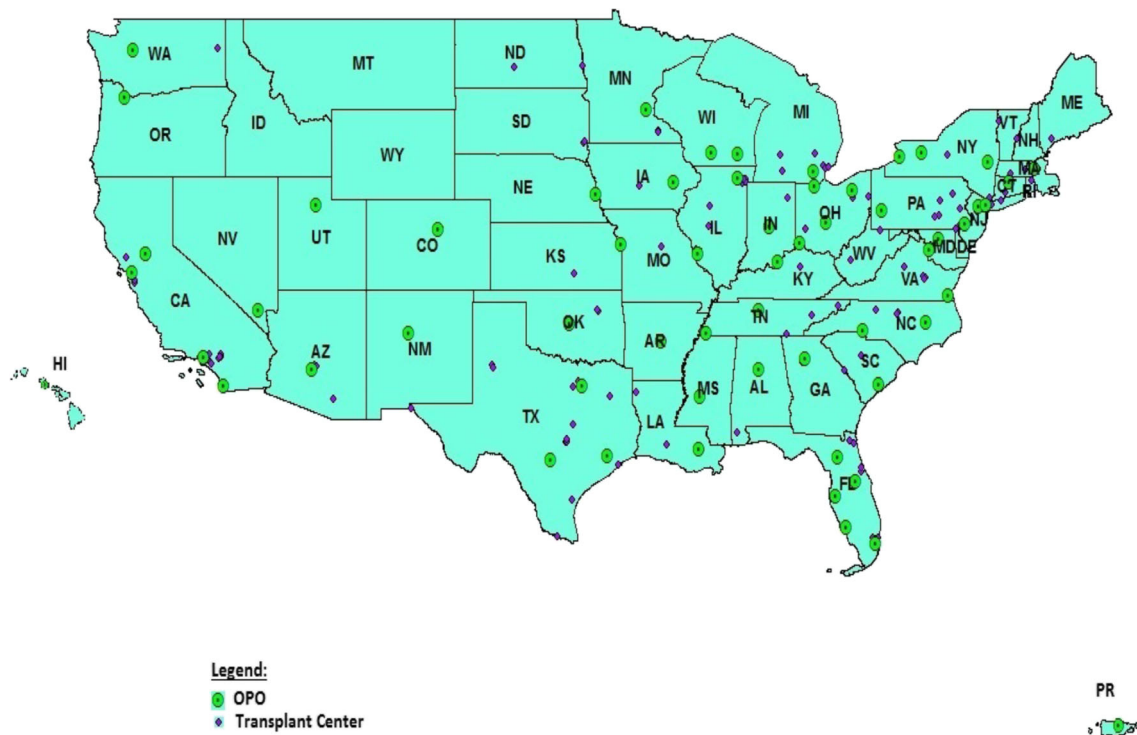 WA
ND
MT
MN
ME
VT
NH
MI
WI
NY
OR
ID
SD
WY
MA
CT
RI
IA
NE
PA
NJ
OH
IL
IN
NV
UT
CO
MD
DE
WV
KS
MO
VA
KY
CA
TN
NC
OK
AZ
NM
AR
SC
HI
MS
AL
GA
TX
LA
FL
Legend:
OPO
Transplant Center
PR